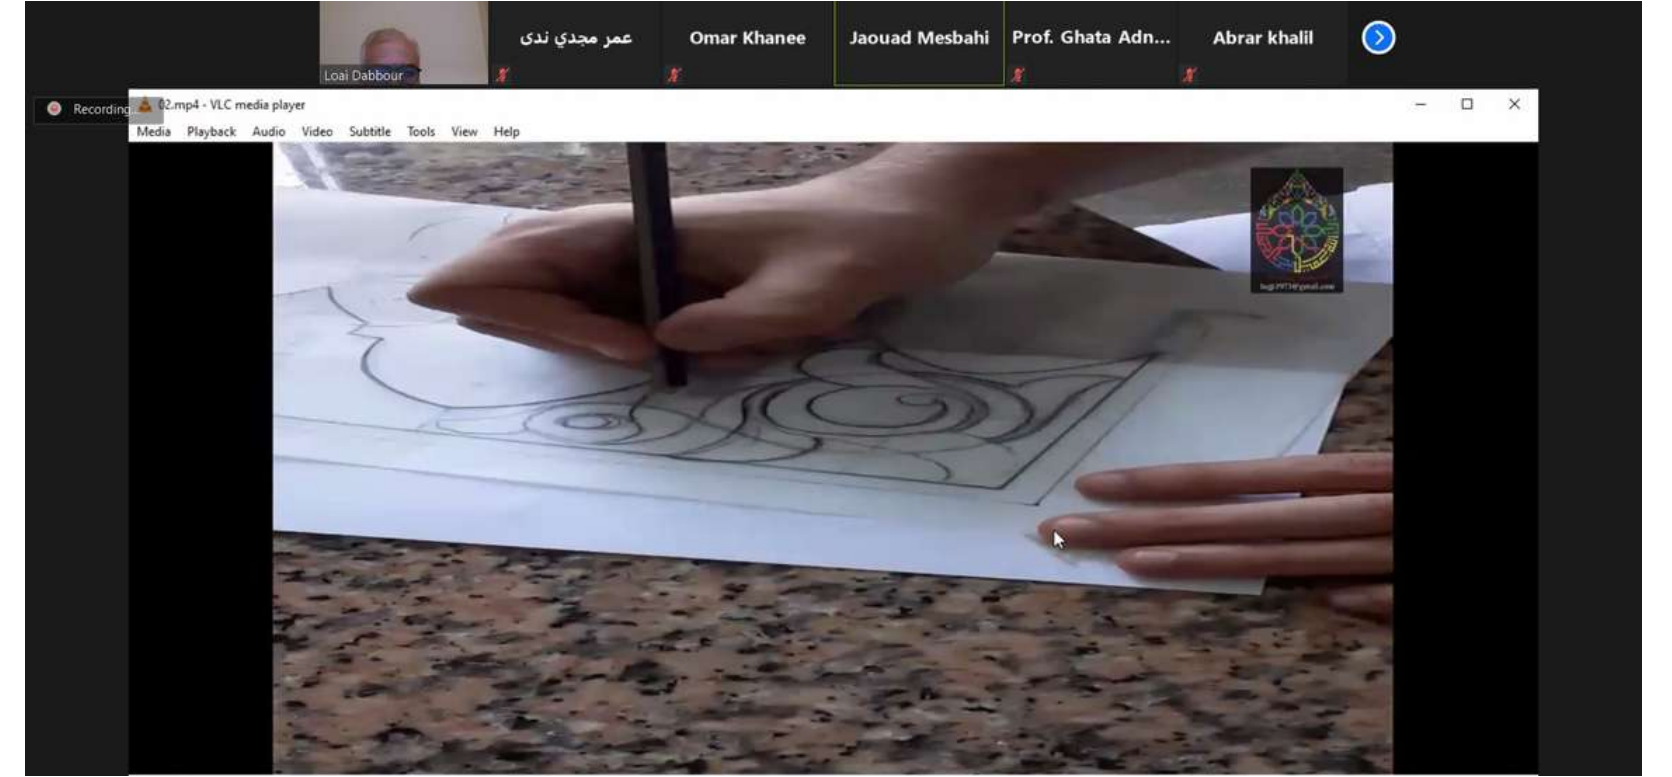 عمر مجدي ندى
Omar Khanee
Jaouad Mesbahi
Prof. Ghata Adn...
Abrar khalil
Loai Dabbour
Recording...
02.mp4 - VLC media player
Media Playback Audio Video Subtitle Tools View Help